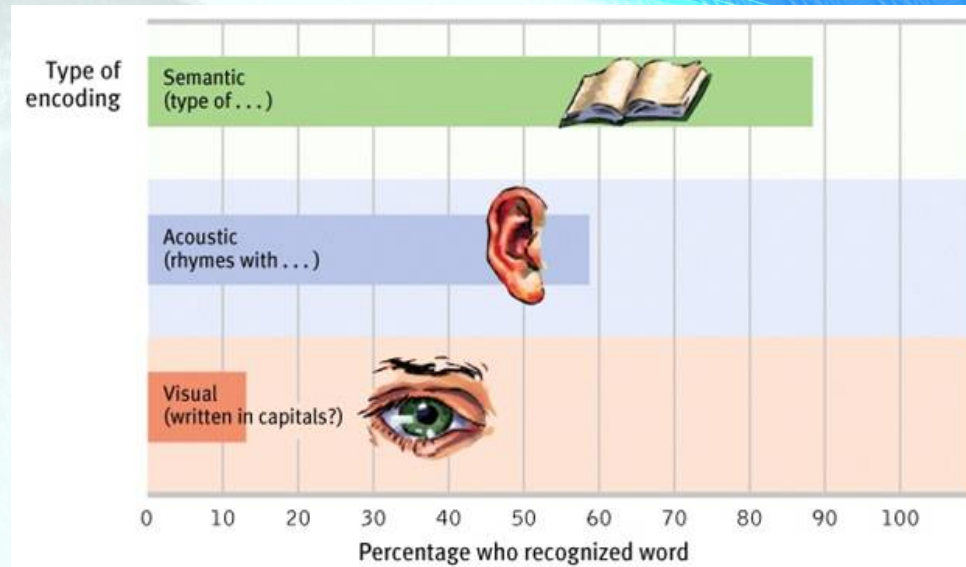 Type of
encoding
Semantic
(type of . . .)
Acoustic
(rhymes with . . .)
Visual
(written in capitals?)
0 10 20 30 40 50 60 70 80 90 100
Percentage who recognized word